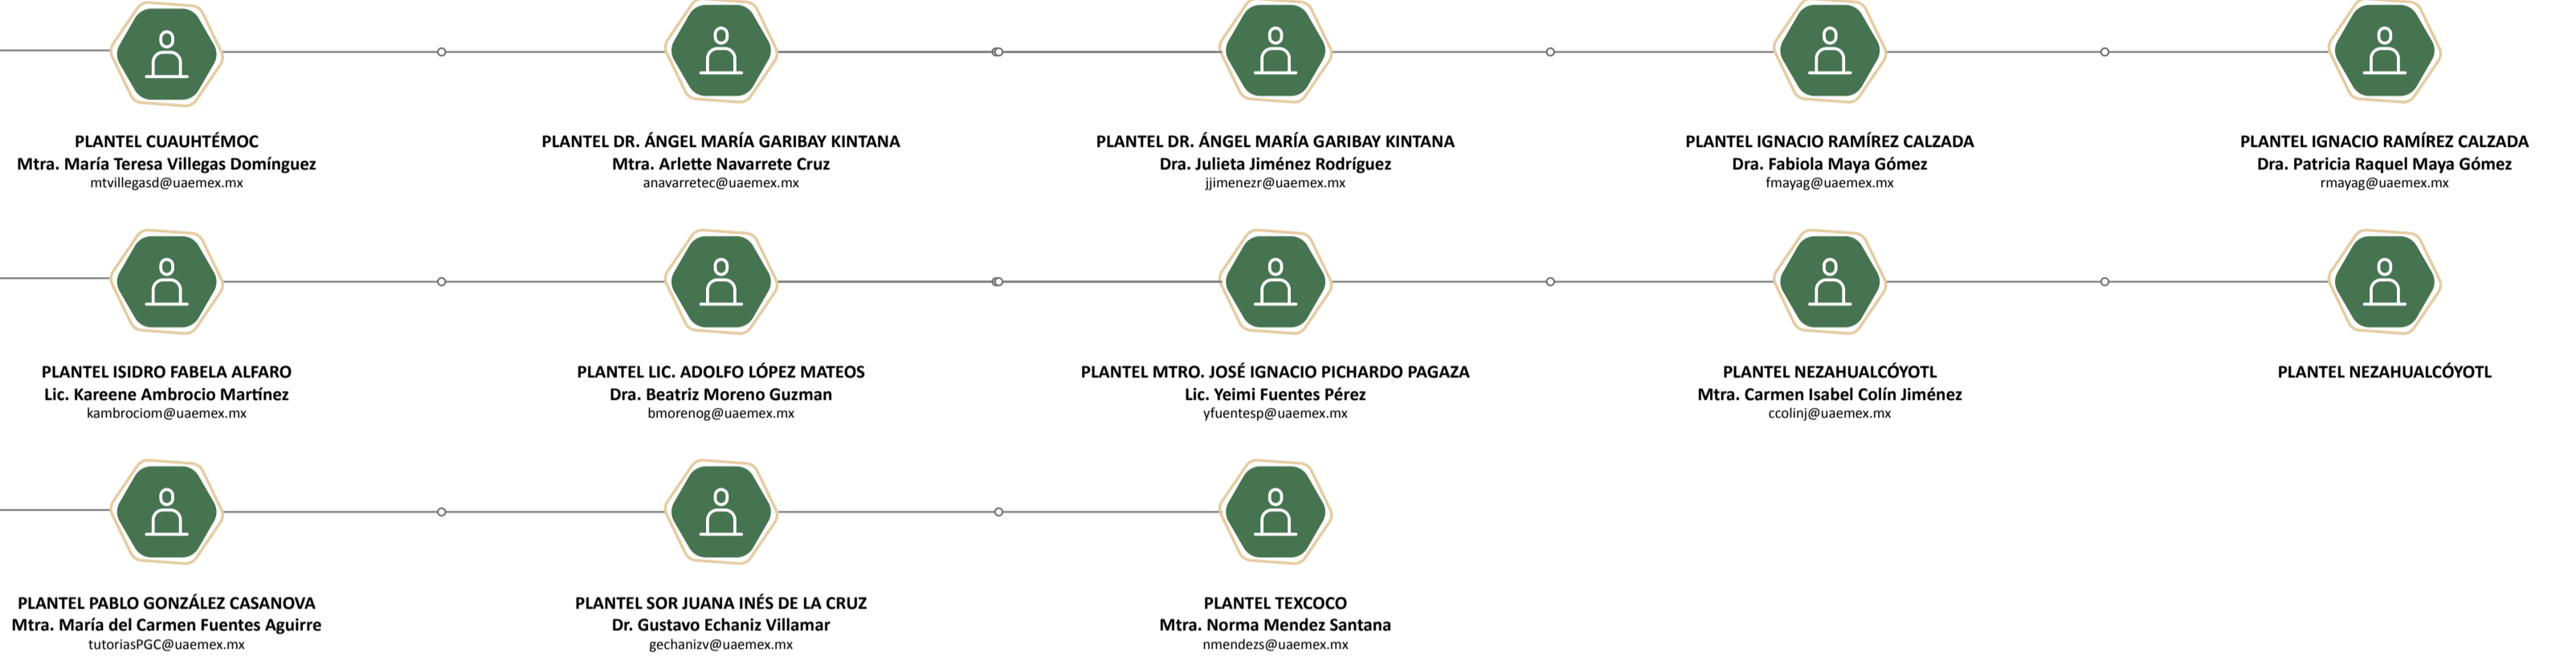 PLANTEL CUAUHTÉMOC
Mtra. María Teresa Villegas Domínguez
mtvillegasd@uaemex.mx
PLANTEL DR. ÁNGEL MARÍA GARIBAY KINTANA
Mtra. Arlette Navarrete Cruz
anavarretec@uaemex.mx
PLANTEL DR. ÁNGEL MARÍA GARIBAY KINTANA
Dra. Julieta Jiménez Rodríguez
jjimenezr@uaemex.mx
PLANTEL IGNACIO RAMÍREZ CALZADA
Dra. Fabiola Maya Gómez
fmayag@uaemex.mx
PLANTEL IGNACIO RAMÍREZ CALZADA
Dra. Patricia Raquel Maya Gómez
rmayag@uaemex.mx
PLANTEL ISIDRO FABELA ALFARO
Lic. Kareene Ambrocio Martínez
kambrociom@uaemex.mx
PLANTEL LIC. ADOLFO LÓPEZ MATEOS
Dra. Beatriz Moreno Guzman
bmorenog@uaemex.mx
PLANTEL MTRO. JOSÉ IGNACIO PICHARDO PAGAZA
Lic. Yeimi Fuentes Pérez
yfuentesp@uaemex.mx
PLANTEL NEZAHUALCÓYOTL
Mtra. Carmen Isabel Colín Jiménez
ccolinj@uaemex.mx
PLANTEL NEZAHUALCÓYOTL
PLANTEL PABLO GONZÁLEZ CASANOVA
Mtra. María del Carmen Fuentes Aguirre
tutoriasPGC@uaemex.mx
PLANTEL SOR JUANA INÉS DE LA CRUZ
Dr. Gustavo Echaniz Villamar
gechanizv@uaemex.mx
PLANTEL TEXCOCO
Mtra. Norma Mendez Santana
nmendezs@uaemex.mx